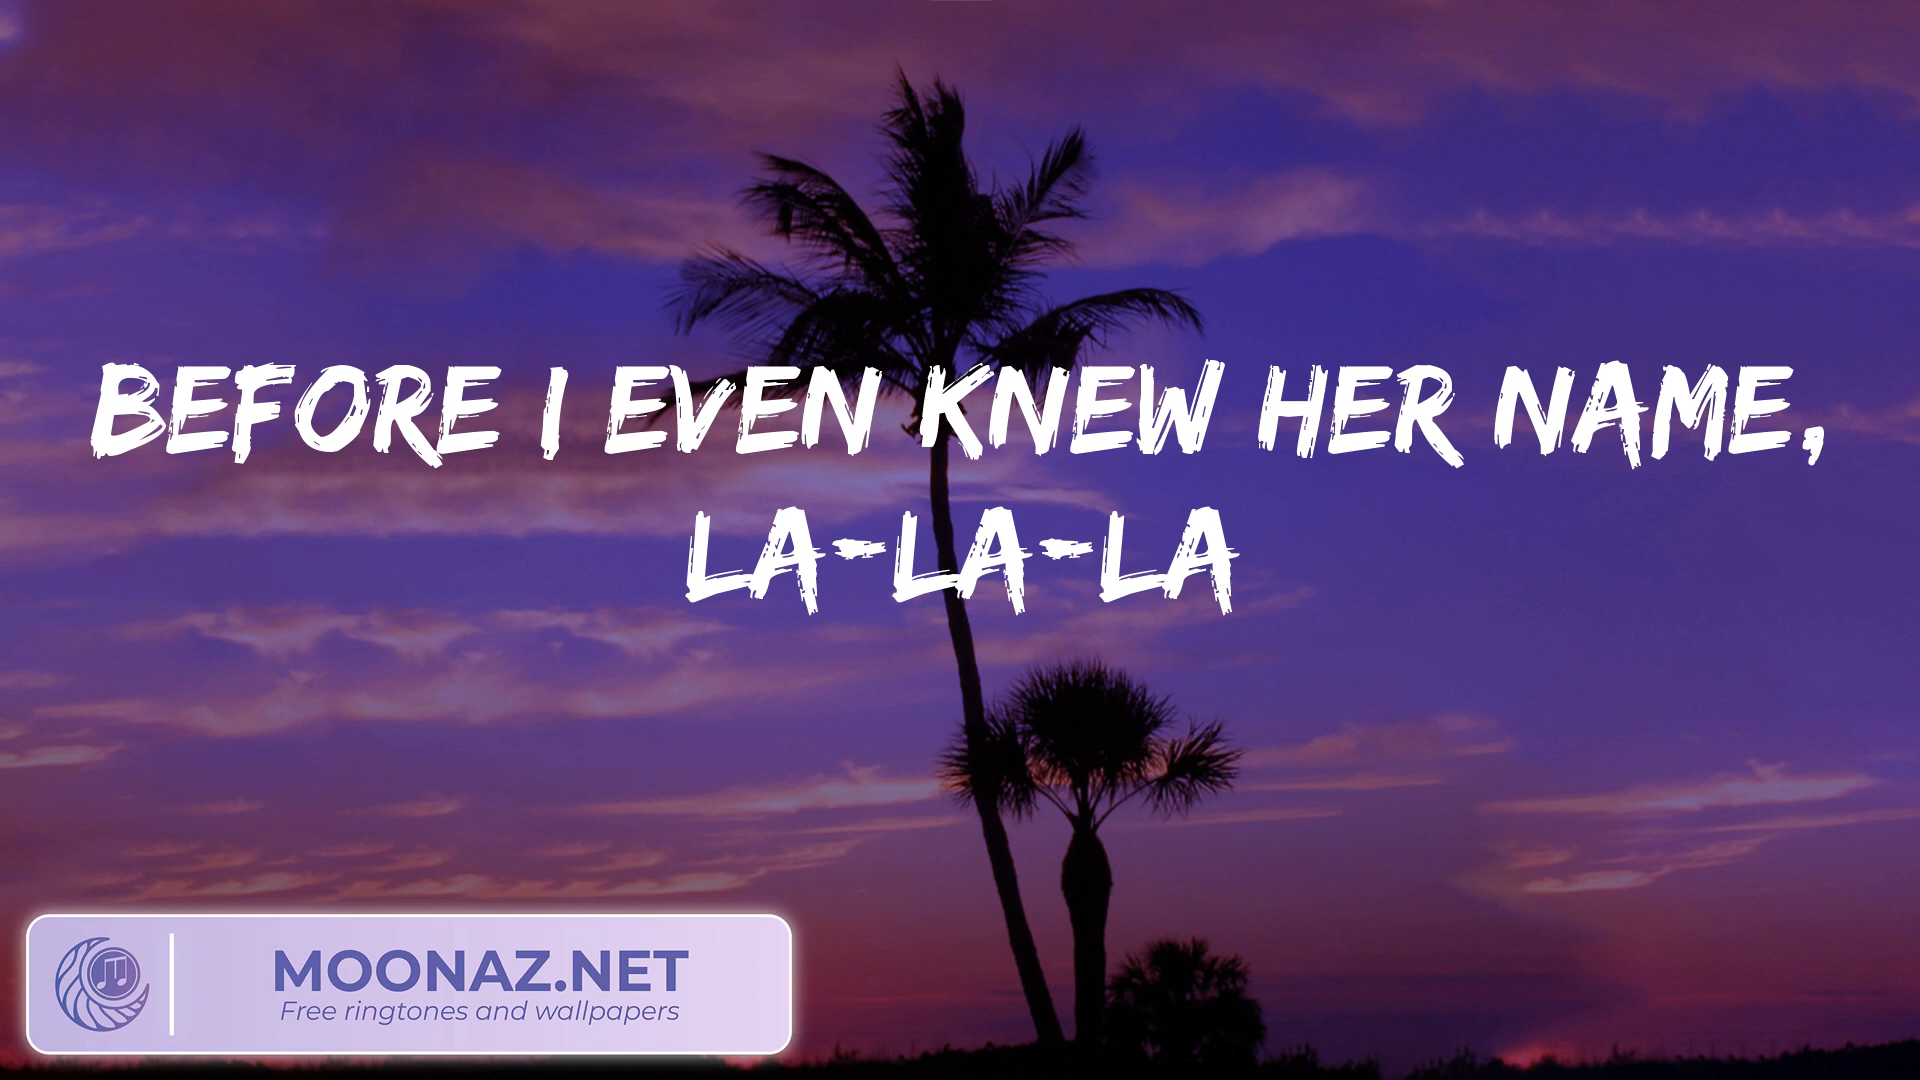 BEFORE I EVEN KNEW HER NAME,
LA-LA-LA
MOONAZ.NET
Free ringtones and wallpapers